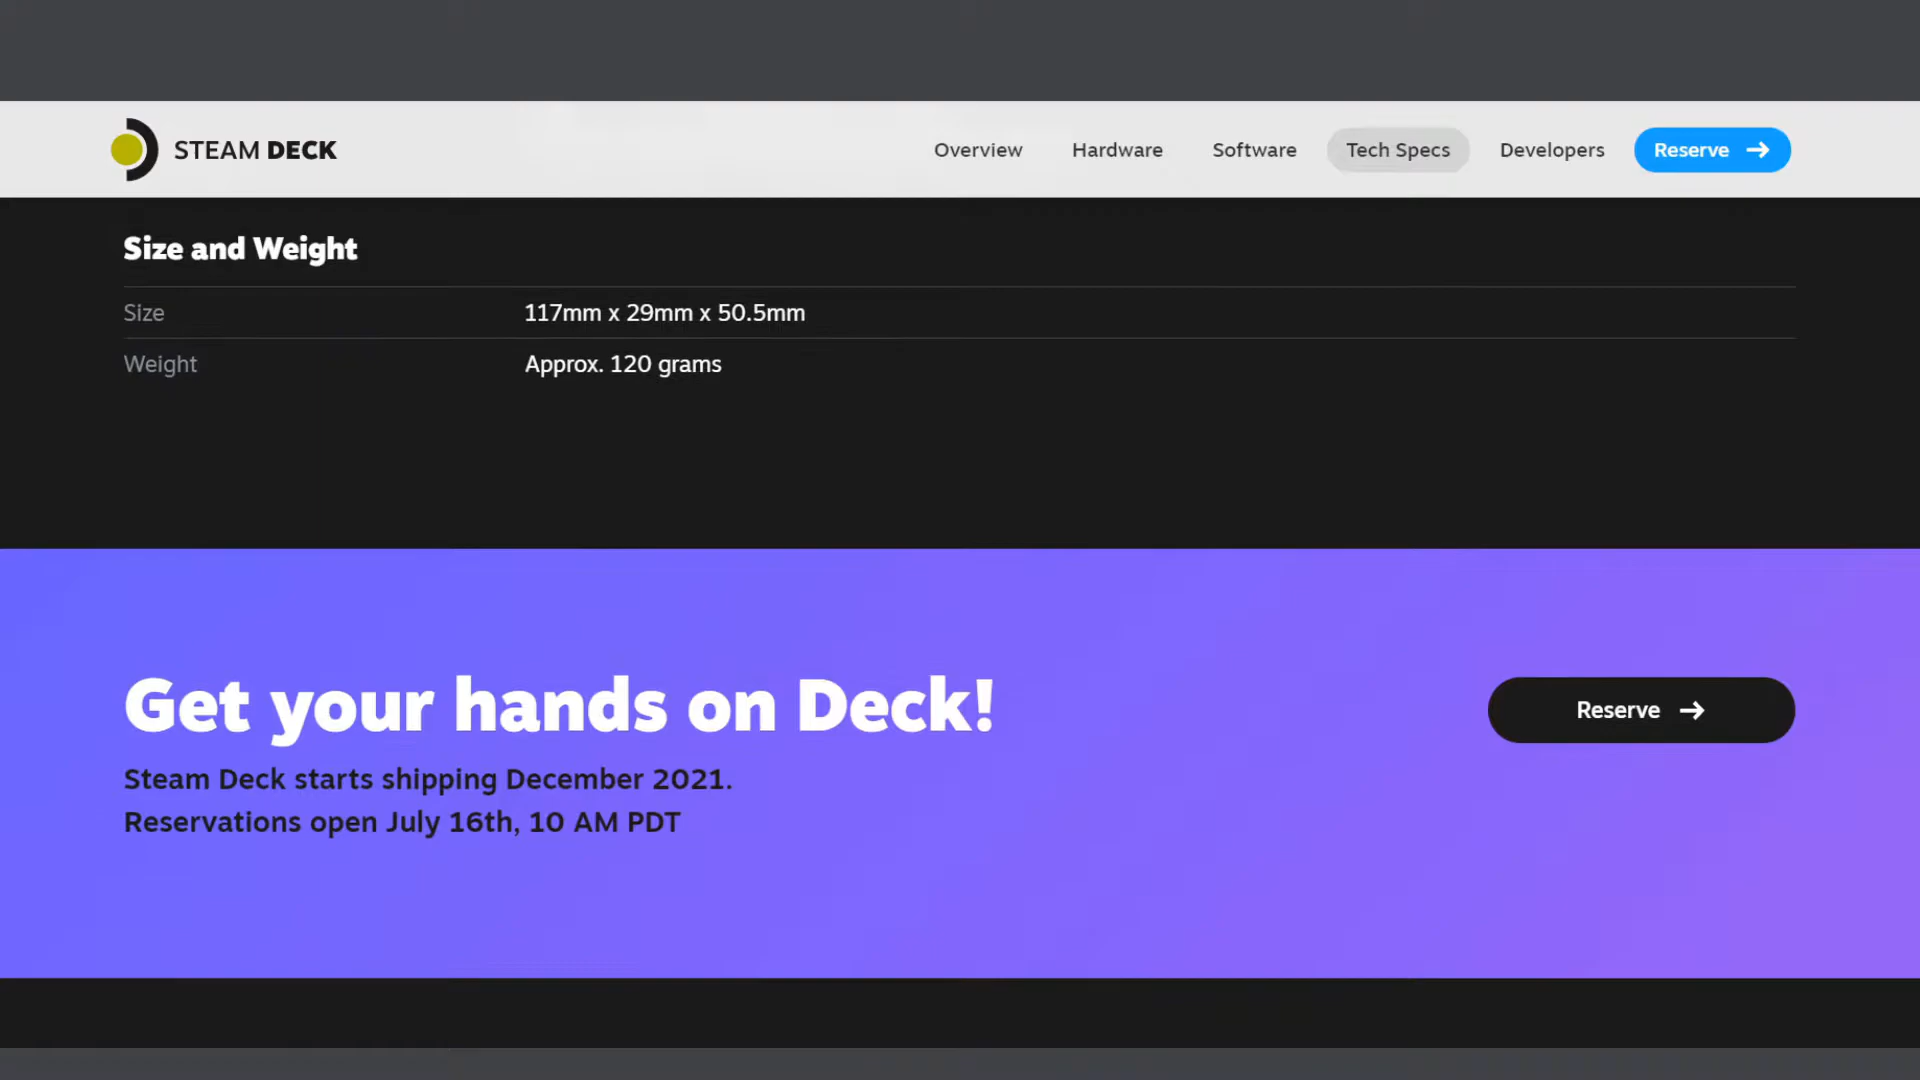 STEAM DECK
Overview Hardware Software Tech Specs Developers Reserve →
Size and Weight
Size 117mm x 29mm x 50.5mm
Weight Approx. 120 grams
Get your hands on Deck!
Reserve →
Steam Deck starts shipping December 2021.
Reservations open July 16th, 10 AM PDT